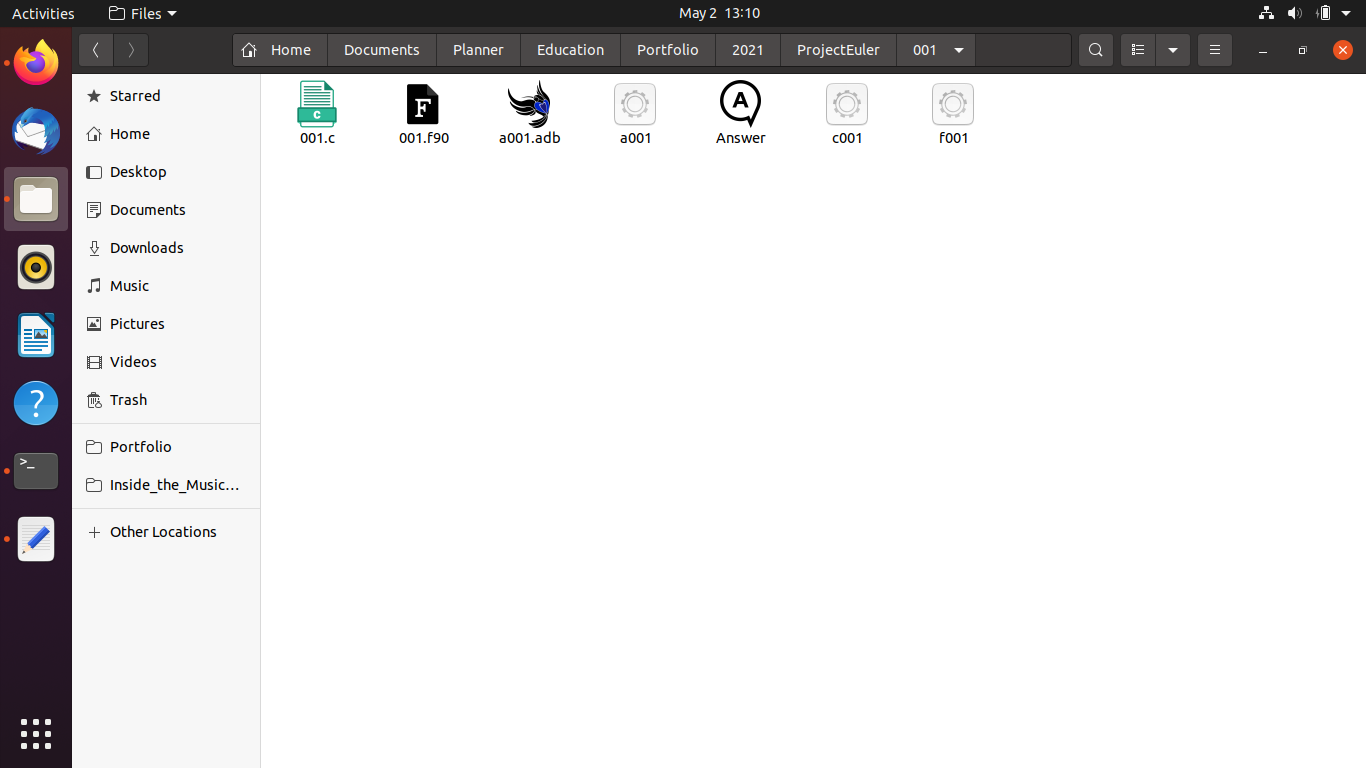 Activities Files May 2 13:10
Home Documents Planner Education Portfolio 2021 ProjectEuler 001
Starred
Home
Desktop
Documents
Downloads
Music
Pictures
Videos
Trash
Portfolio
Inside_the_Music...
Other Locations
C
F
A
001.c 001.f90 a001.adb a001 Answer c001 f001
?
>_